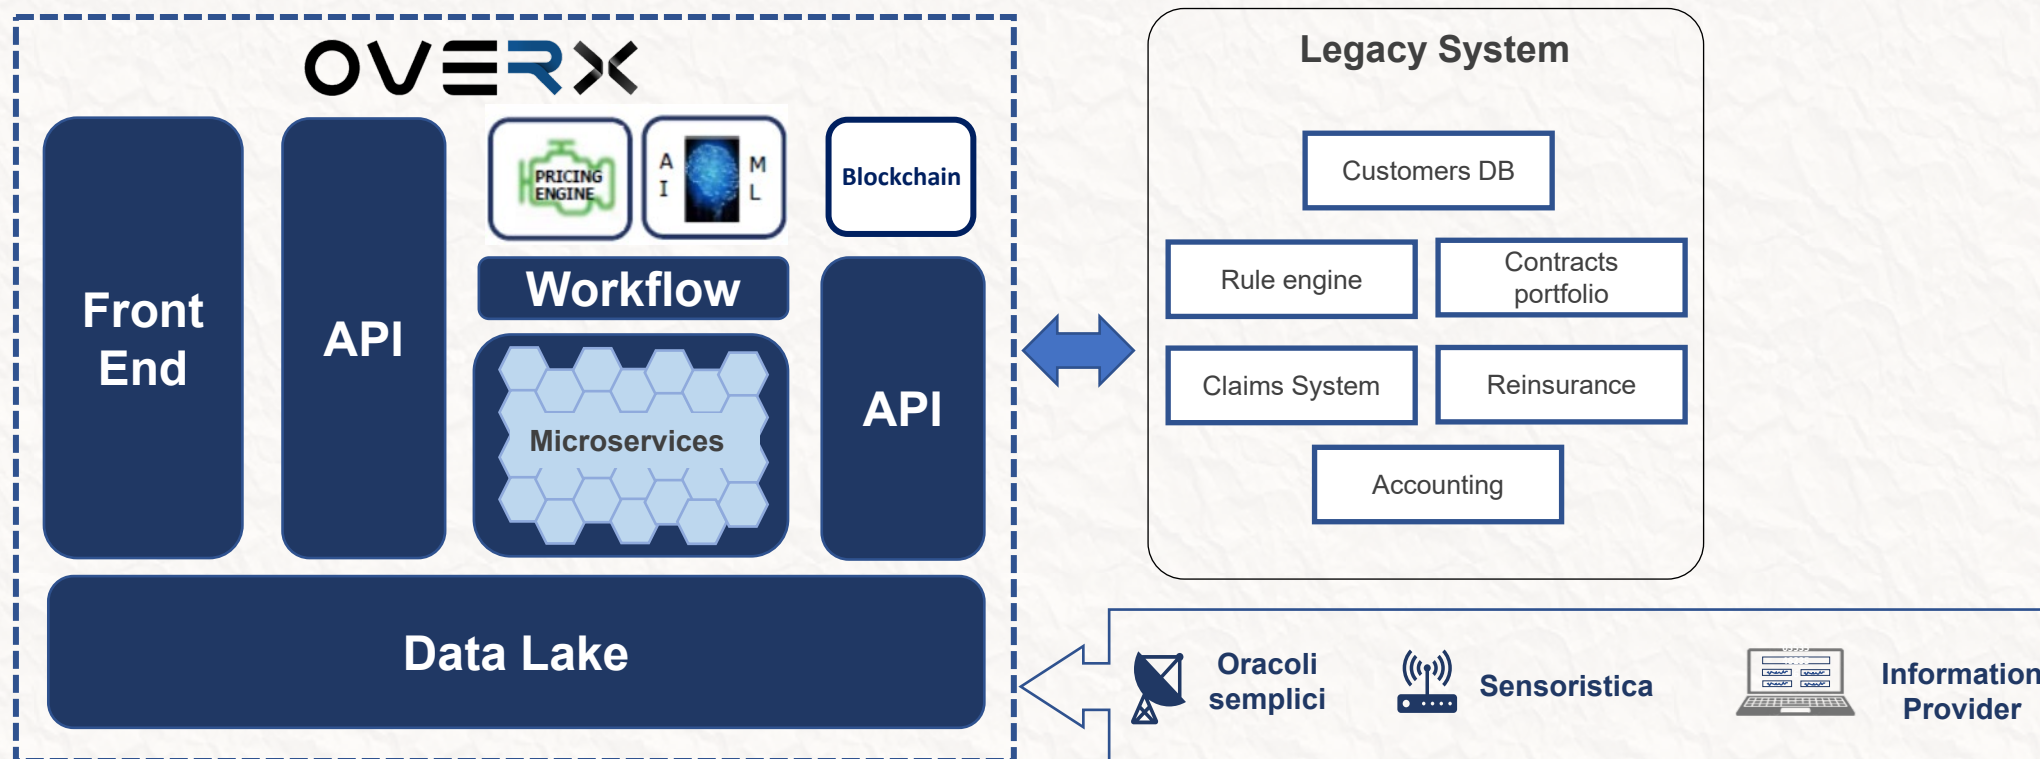 OVERX
Front
End
API
PRICING
ENGINE
A
I
M
L
Blockchain
Workflow
Microservices
API
Data Lake
Legacy System
Customers DB
Rule engine
Contracts
portfolio
Claims System
Reinsurance
Accounting
Oracoli
semplici
Sensoristica
Information
Provider